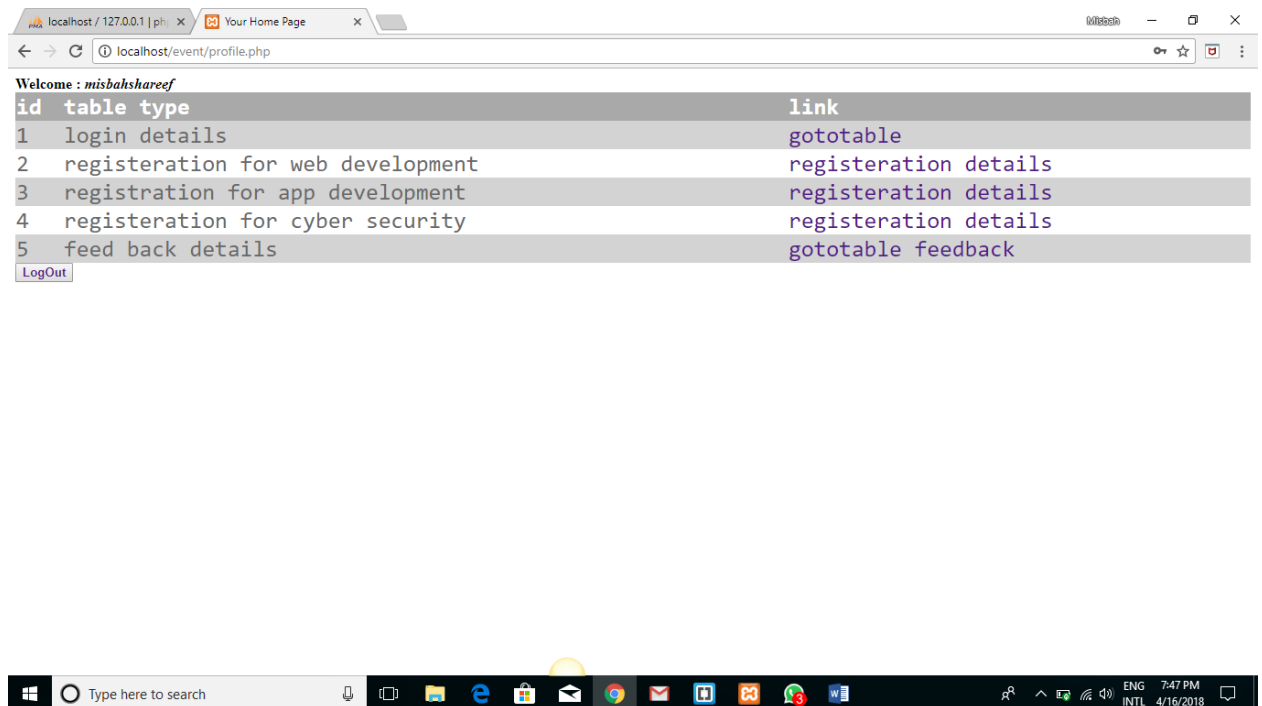 localhost / 127.0.0.1 | ph
Your Home Page
Misbah
localhost/event/profile.php
Welcome : misbahshareef
id table type link
1 login details gototable
2 registeration for web development registeration details
3 registration for app development registeration details
4 registeration for cyber security registeration details
5 feed back details gototable feedback
LogOut
Type here to search
3
ENG 7:47 PM
INTL 4/16/2018